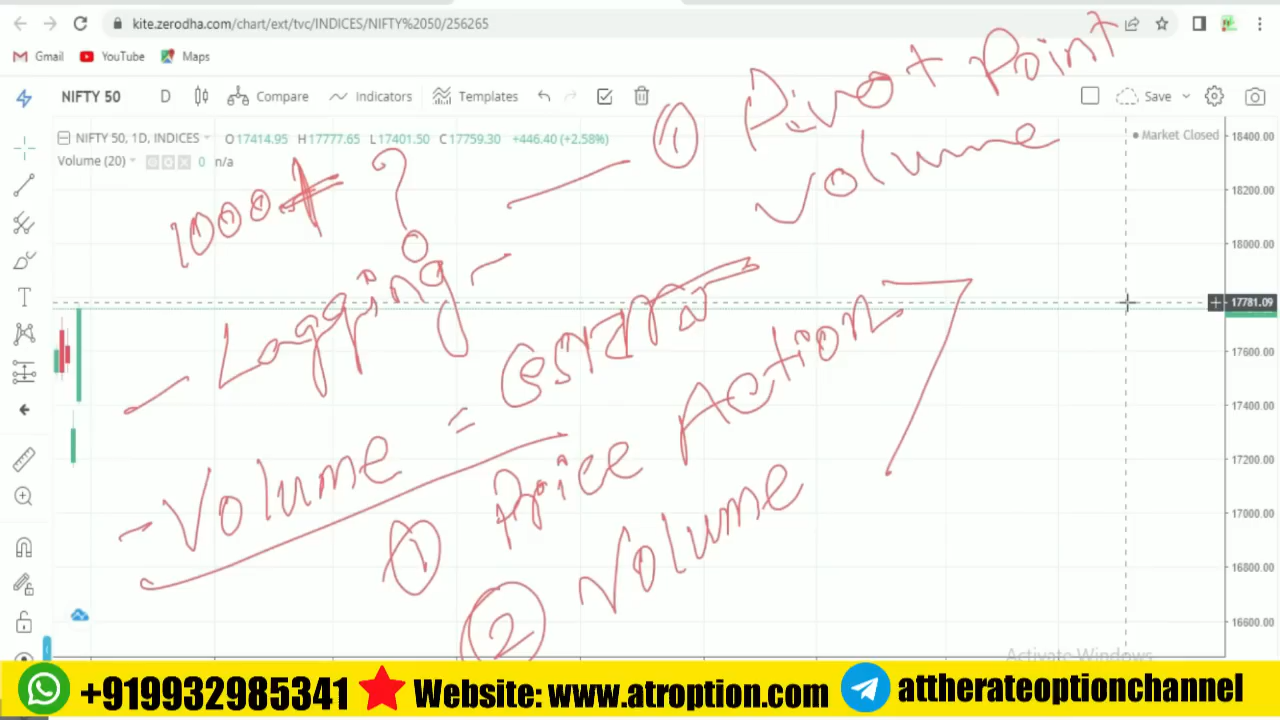 kite.zerodha.com/chart/ext/tvc/INDICES/NIFTY%2050/256265
Gmail YouTube Maps
NIFTY 50 D Compare Indicators Templates Save
NIFTY 50, 1D, INDICES O17414.95 H17777.65 L17401.50 C17759.30 +446.40 (+2.58%)
Market Closed
Volume (20) 0 n/a
1000+ ?
① Pivot Point
Volume
- Lagging -
- Volume =
① Price Action
② Volume
18400.00
18200.00
18000.00
17781.09
17600.00
17400.00
17200.00
17000.00
16800.00
16600.00
Activate Windows
+919932985341 Website: www.atroption.com attherateoptionchannel